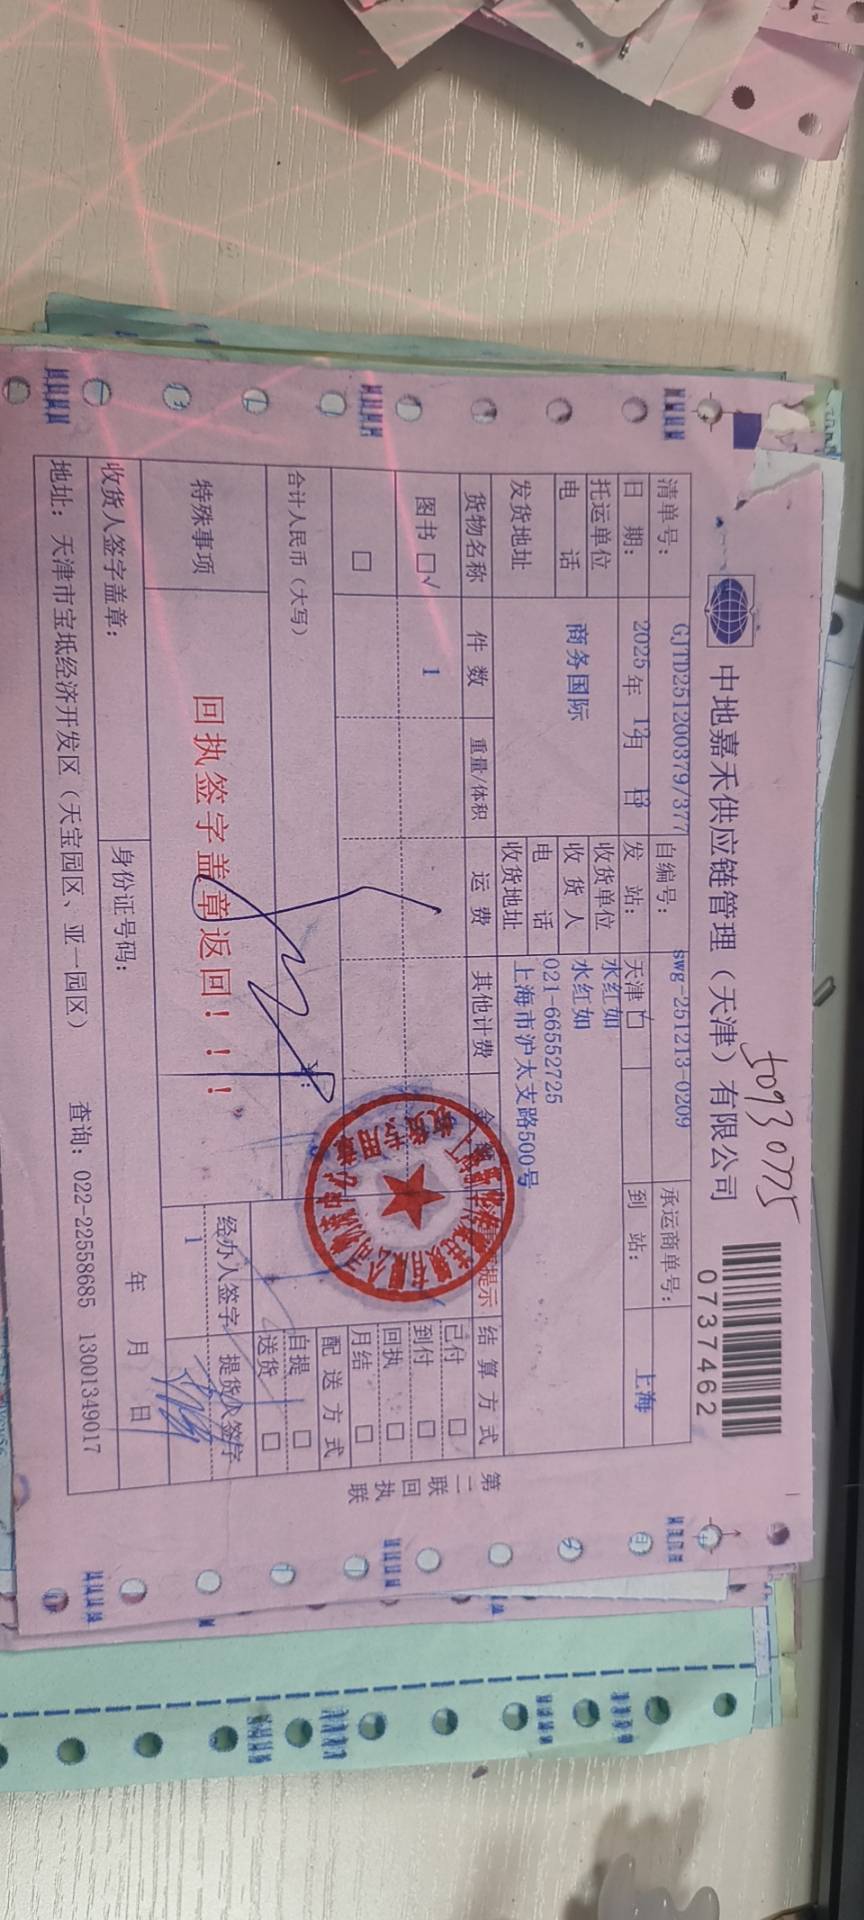 中地嘉禾供应链管理（天津）有限公司
50930775
0737462
清单号： GJTD251200379/377 自编号： swg-251213-0209 承运商单号：
日 期： 2025 年 12月 日 发 站： 天津 到 站： 上海
托运单位 商务国际 收货单位 水红如
电 话 收 货 人 水红如
发货地址 电 话 021-66552725
收货地址 上海市沪太支路500号
货物名称 件 数 重量/体积 运 费 其他计费 提示 结 算 方 式
图书 □√ 1 已付 □
□ 到付 □
回执 □
月结 □
合计人民币（大写） ¥: 配 送 方 式
自提 □
送货 □
特殊事项 回执签字盖章返回！！！ 经办人签字 提货人签字
1
收货人签字盖章： 身份证号码： 年 月 日
地址：天津市宝坻经济开发区（天宝园区、亚一园区） 查询：022-22558685 13001349017
第二联 回执联